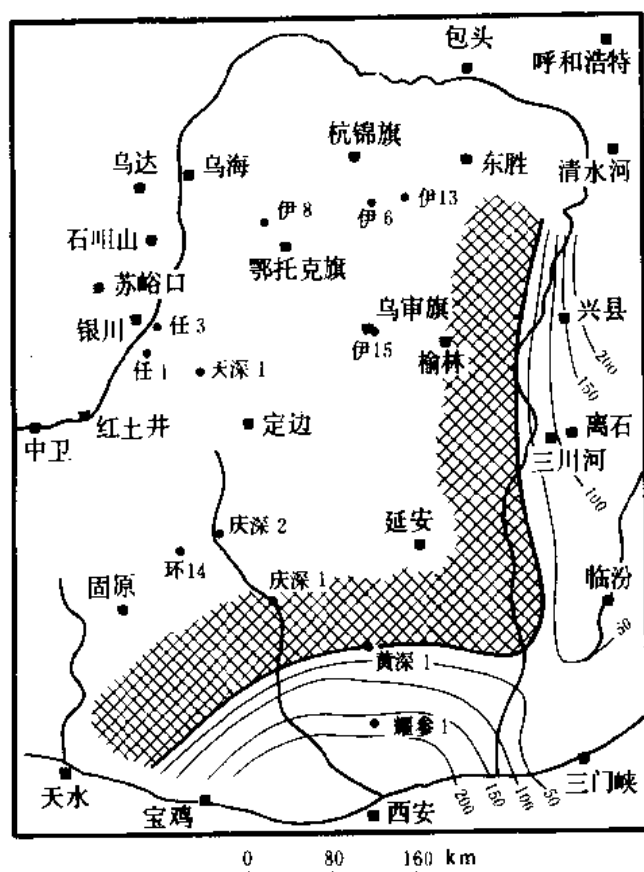 包头
呼和浩特
杭锦旗
东胜
清水河
乌达
乌海
伊 8
伊 6
伊 13
石咀山
鄂托克旗
苏峪口
乌审旗
兴县
银川
任 3
伊15
榆林
200
任 1
天深 1
150
红土井
定边
离石
中卫
三川河
100
庆深 2
延安
环 14
临汾
固原
庆深 1
50
黄深 1
耀参 1
天水
三门峡
宝鸡
西安
200
150
100
50
0 80 160 km